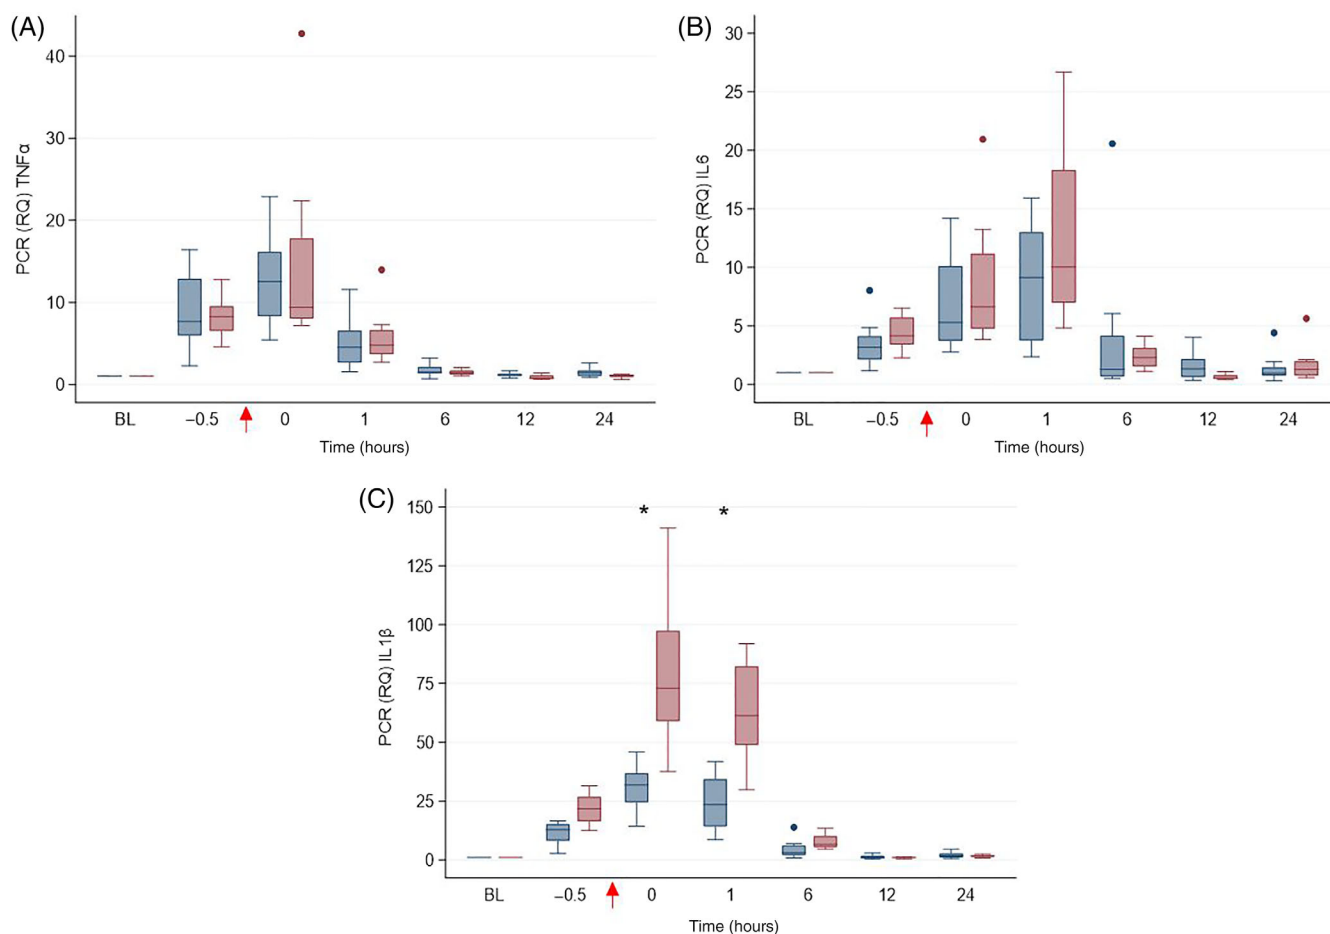 (A)
40
30
20
10
0
PCR (RQ) TNFα
BL −0.5 0 1 6 12 24
Time (hours)
(B)
30
25
20
15
10
5
0
PCR (RQ) IL6
BL −0.5 0 1 6 12 24
Time (hours)
(C)
150
125
100
75
50
25
0
PCR (RQ) IL1β
* *
BL −0.5 0 1 6 12 24
Time (hours)